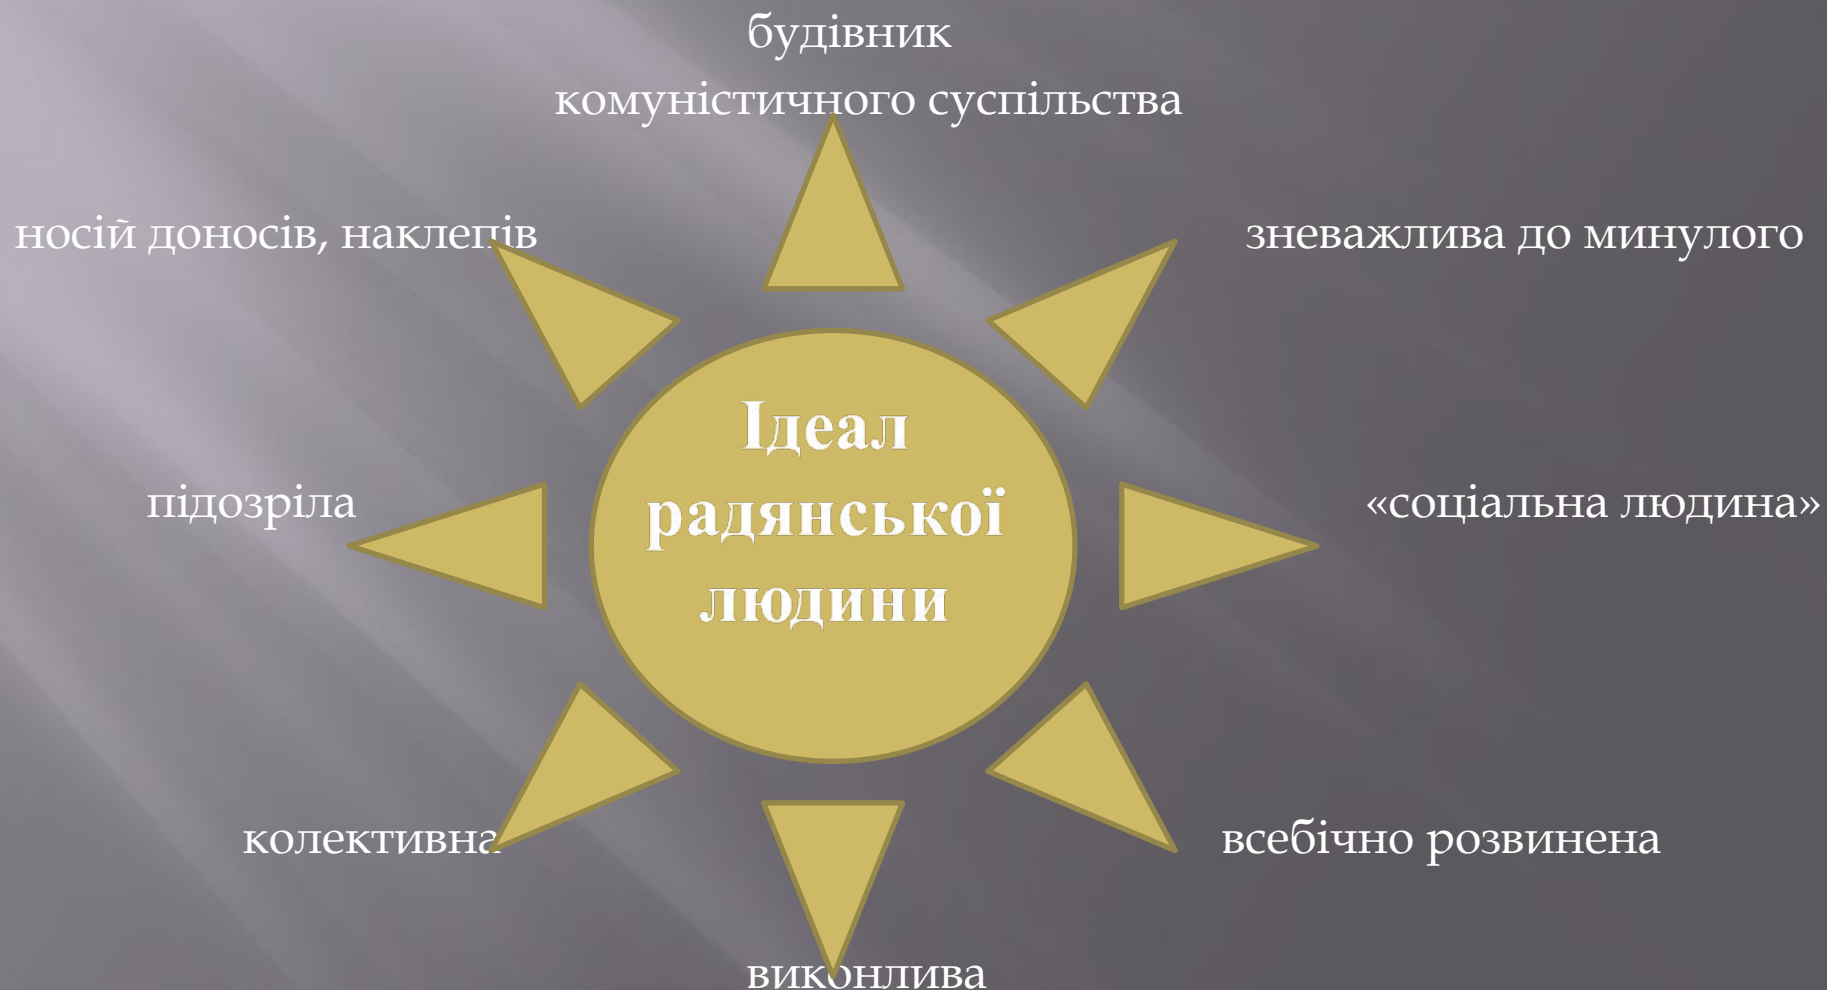 будівник
комуністичного суспільства
носій доносів, наклепів
зневажлива до минулого
Ідеал
радянської
людини
підозріла
«соціальна людина»
колективна
всебічно розвинена
виконлива